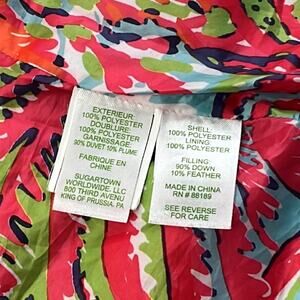 EXTERIEUR:
100% POLYESTER
DOUBLURE:
100% POLYESTER
GARNISSAGE:
90% DUVET 10% PLUME
FABRIQUE EN
CHINE
SUGARTOWN
WORLDWIDE, LLC
800 THIRD AVENU
KING OF PRUSSIA, PA
SHELL:
100% POLYESTER
LINING:
100% POLYESTER
FILLING:
90% DOWN
10% FEATHER
MADE IN CHINA
RN # 88189
SEE REVERSE
FOR CARE